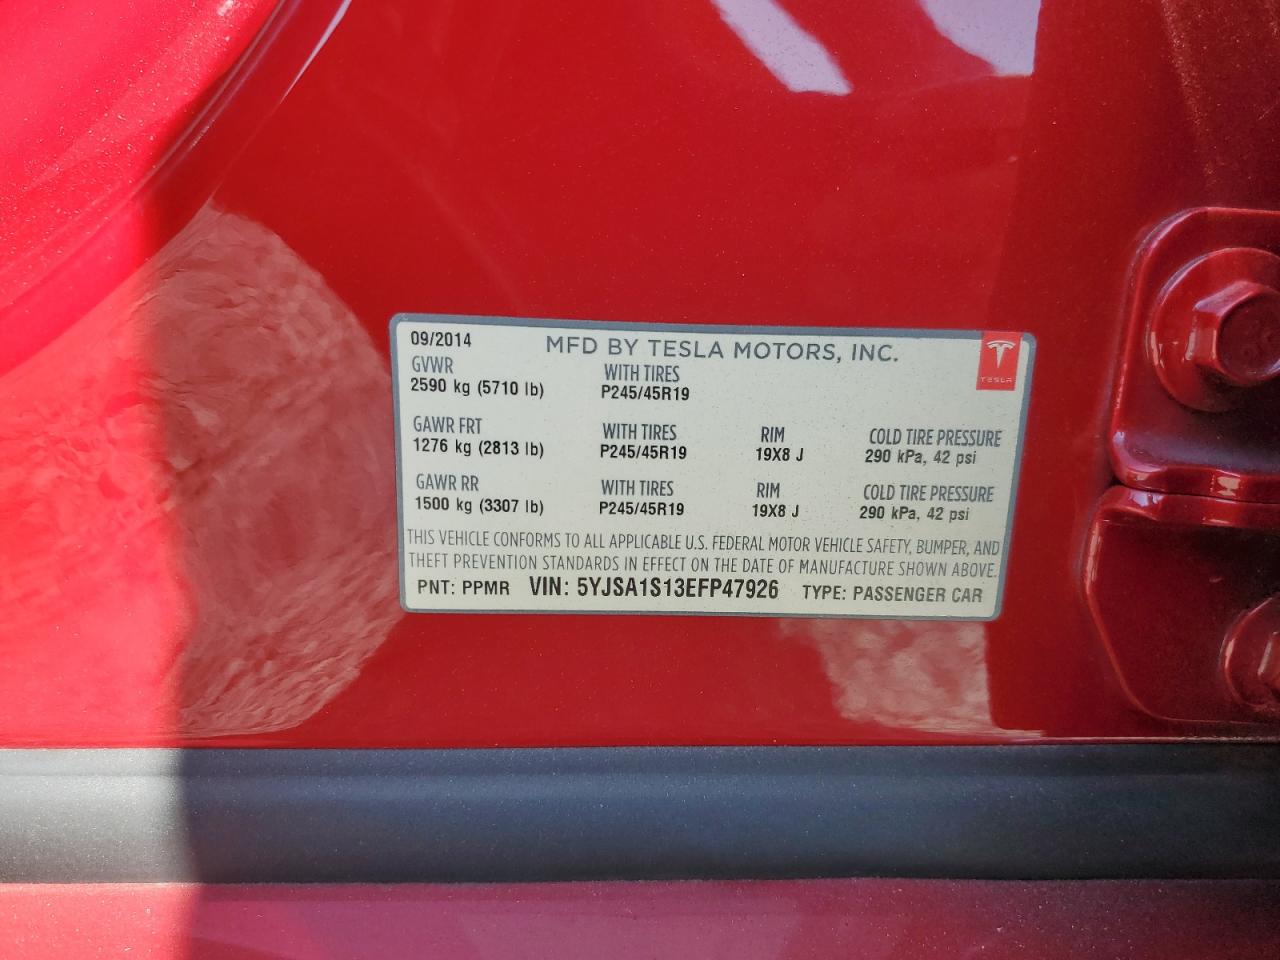 09/2014 MFD BY TESLA MOTORS, INC.
TESLA
GVWR WITH TIRES
2590 kg (5710 lb) P245/45R19
GAWR FRT WITH TIRES RIM COLD TIRE PRESSURE
1276 kg (2813 lb) P245/45R19 19X8 J 290 kPa, 42 psi
GAWR RR WITH TIRES RIM COLD TIRE PRESSURE
1500 kg (3307 lb) P245/45R19 19X8 J 290 kPa, 42 psi
THIS VEHICLE CONFORMS TO ALL APPLICABLE U.S. FEDERAL MOTOR VEHICLE SAFETY, BUMPER, AND
THEFT PREVENTION STANDARDS IN EFFECT ON THE DATE OF MANUFACTURE SHOWN ABOVE.
PNT: PPMR VIN: 5YJSA1S13EFP47926 TYPE: PASSENGER CAR